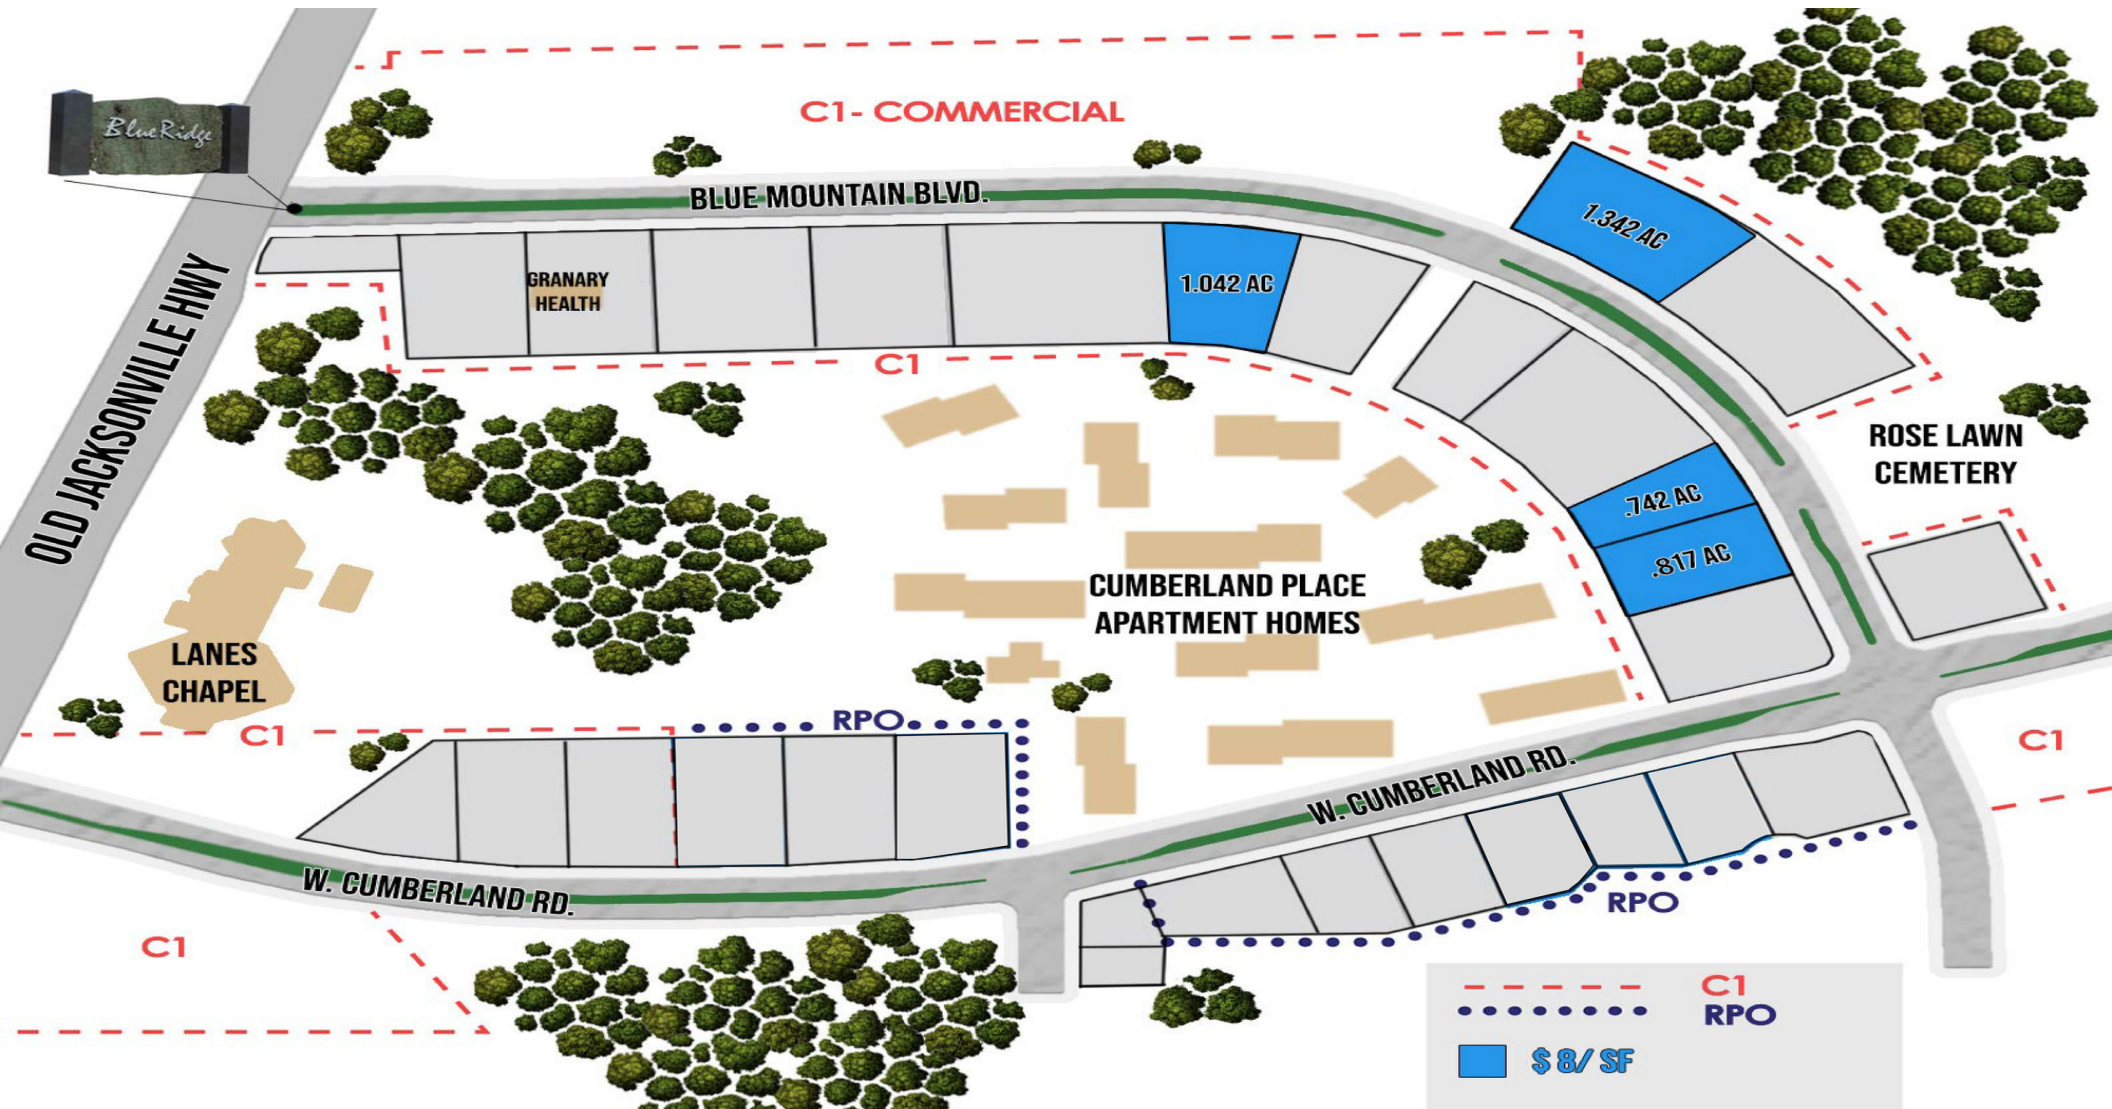 C1- COMMERCIAL
BlueRidge
BLUE MOUNTAIN BLVD.
1.342 AC
GRANARY
HEALTH
1.042 AC
OLD JACKSONVILLE HWY
C1
ROSE LAWN
CEMETERY
.742 AC
.817 AC
CUMBERLAND PLACE
APARTMENT HOMES
LANES
CHAPEL
C1
RPO
C1
W. CUMBERLAND RD.
W. CUMBERLAND RD.
RPO
C1
C1
RPO
$ 8/ SF